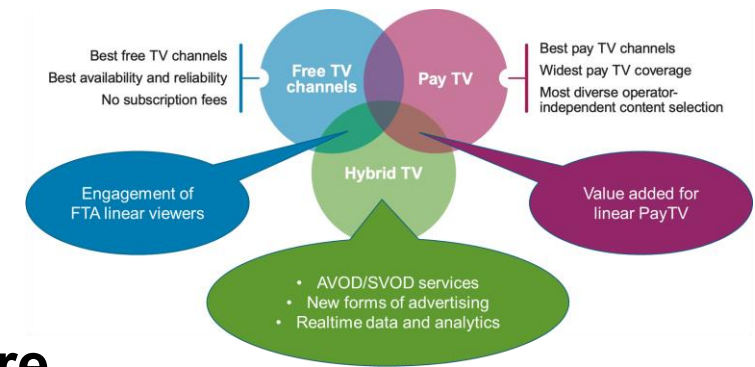 Best free TV channels
Best availability and reliability
No subscription fees
Free TV
channels
Pay TV
Best pay TV channels
Widest pay TV coverage
Most diverse operator-
independent content selection
Hybrid TV
Engagement of
FTA linear viewers
Value added for
linear PayTV
• AVOD/SVOD services
• New forms of advertising
• Realtime data and analytics
re